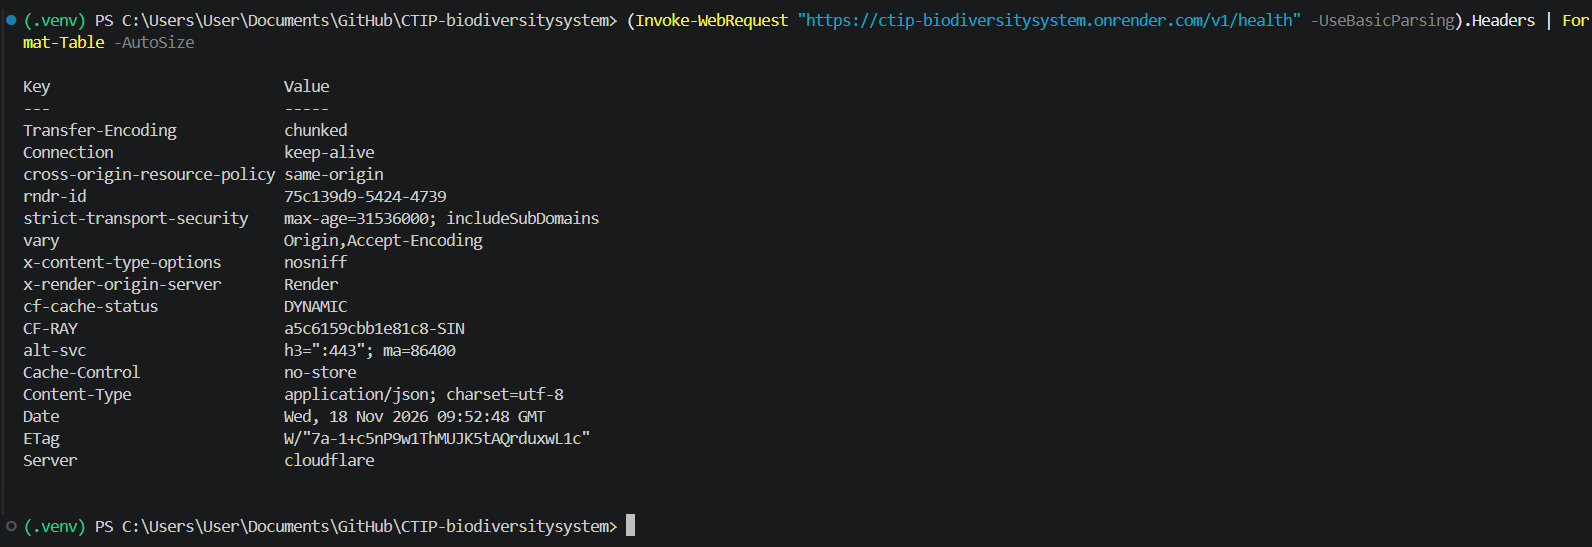 (.venv) PS C:\Users\User\Documents\GitHub\CTIP-biodiversitysystem> (Invoke-WebRequest "https://ctip-biodiversitysystem.onrender.com/v1/health" -UseBasicParsing).Headers | For
mat-Table -AutoSize
Key Value
--- -----
Transfer-Encoding chunked
Connection keep-alive
cross-origin-resource-policy same-origin
rndr-id 75c139d9-5424-4739
strict-transport-security max-age=31536000; includeSubDomains
vary Origin,Accept-Encoding
x-content-type-options nosniff
x-render-origin-server Render
cf-cache-status DYNAMIC
CF-RAY a5c6159cbb1e81c8-SIN
alt-svc h3=":443"; ma=86400
Cache-Control no-store
Content-Type application/json; charset=utf-8
Date Wed, 18 Nov 2026 09:52:48 GMT
ETag W/"7a-1+c5nP9w1ThMUJK5tAQrduxwL1c"
Server cloudflare
(.venv) PS C:\Users\User\Documents\GitHub\CTIP-biodiversitysystem>